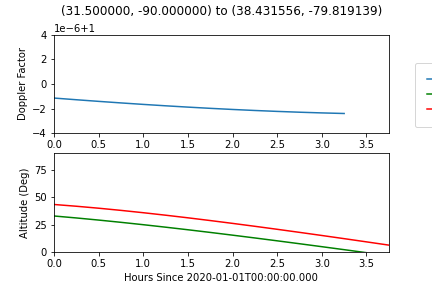 (31.500000, -90.000000) to (38.431556, -79.819139)
1e−6+1
Doppler Factor
4
2
0
−2
−4
0.0 0.5 1.0 1.5 2.0 2.5 3.0 3.5
Altitude (Deg)
75
50
25
0
0.0 0.5 1.0 1.5 2.0 2.5 3.0 3.5
Hours Since 2020-01-01T00:00:00.000